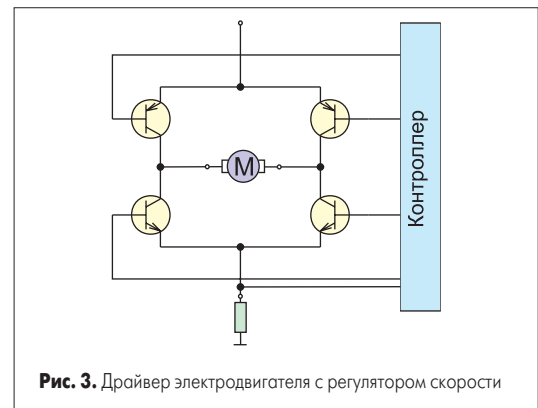 М
Контроллер
Рис. 3. Драйвер электродвигателя с регулятором скорости